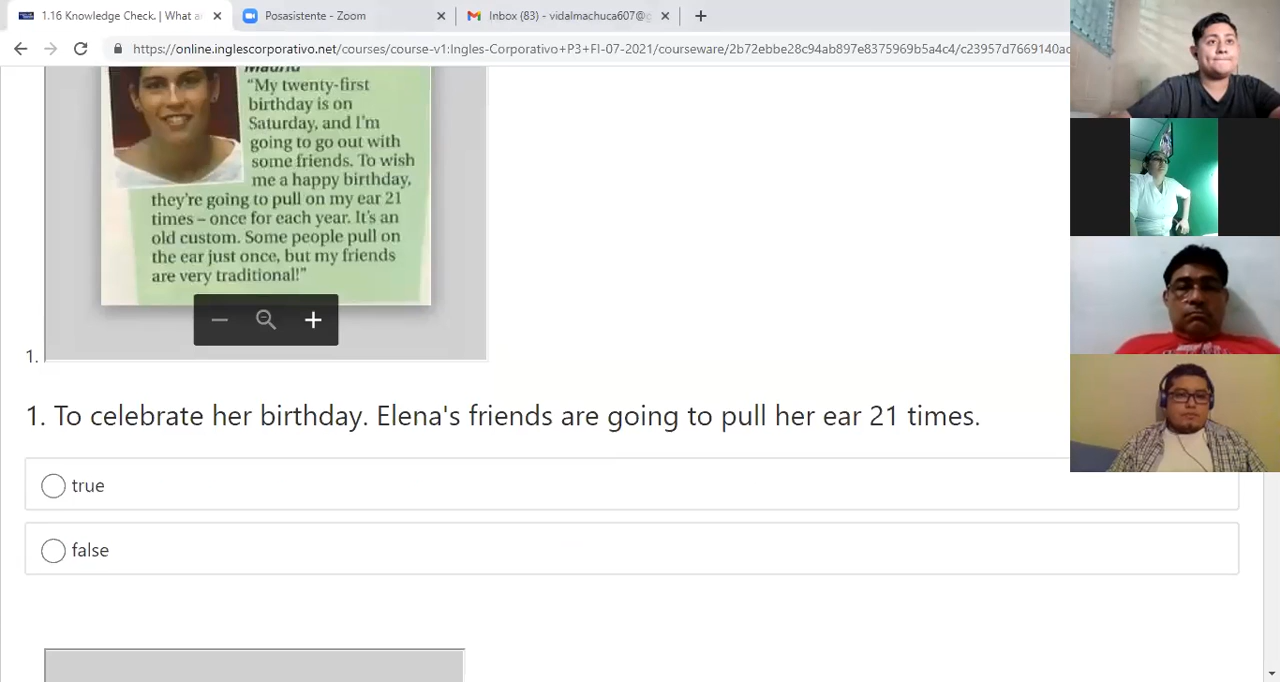 1.16 Knowledge Check. | What a
Posasistente - Zoom
Inbox (83) - vidalmachuca607@g
https://online.inglescorporativo.net/courses/course-v1:Ingles-Corporativo+P3+FI-07-2021/courseware/2b72ebbe28c94ab897e8375969b5a4c4/c23957d7669140ac
Madrid
"My twenty-first
birthday is on
Saturday, and I'm
going to go out with
some friends. To wish
me a happy birthday,
they're going to pull on my ear 21
times – once for each year. It's an
old custom. Some people pull on
the ear just once, but my friends
are very traditional!"
1.
1. To celebrate her birthday. Elena's friends are going to pull her ear 21 times.
true
false